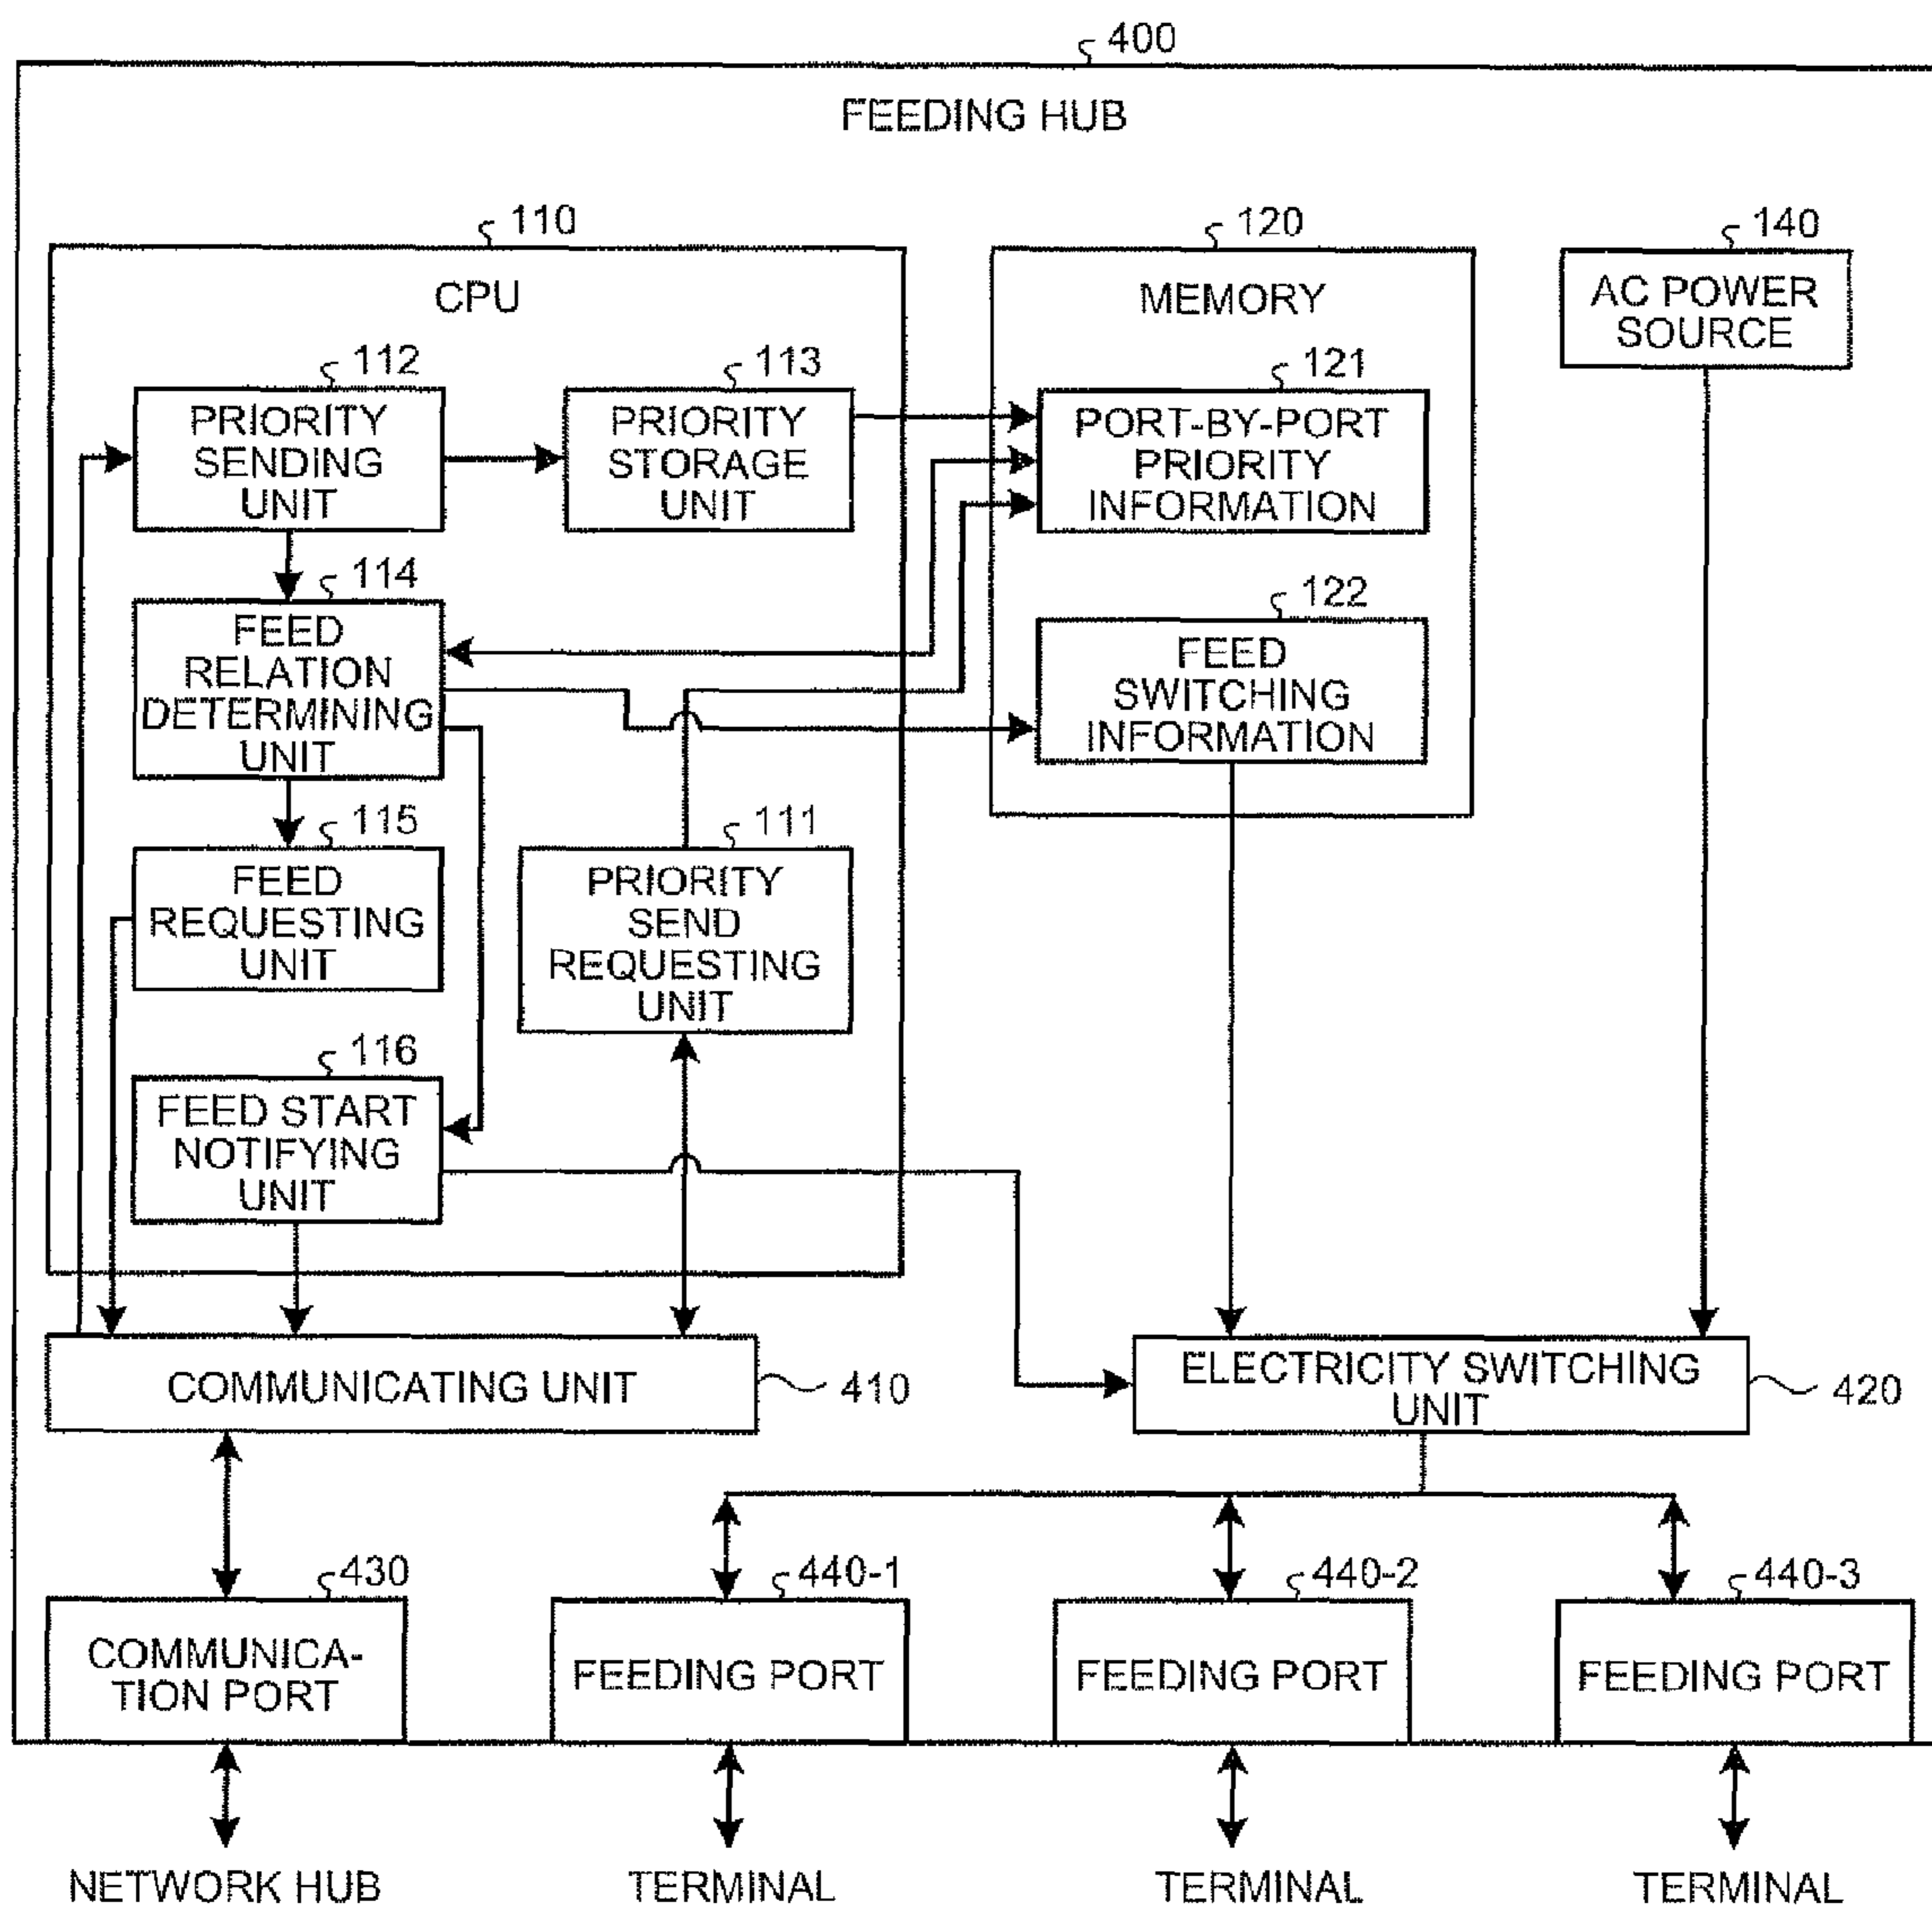 400
FEEDING HUB
110
CPU
120
MEMORY
140
AC POWER
SOURCE
112
PRIORITY
SENDING
UNIT
113
PRIORITY
STORAGE
UNIT
121
PORT-BY-PORT
PRIORITY
INFORMATION
114
FEED
RELATION
DETERMINING
UNIT
122
FEED
SWITCHING
INFORMATION
115
FEED
REQUESTING
UNIT
111
PRIORITY
SEND
REQUESTING
UNIT
116
FEED START
NOTIFYING
UNIT
COMMUNICATING UNIT
410
ELECTRICITY SWITCHING
UNIT
420
430
COMMUNICA-
TION PORT
440-1
FEEDING PORT
440-2
FEEDING PORT
440-3
FEEDING PORT
NETWORK HUB
TERMINAL
TERMINAL
TERMINAL